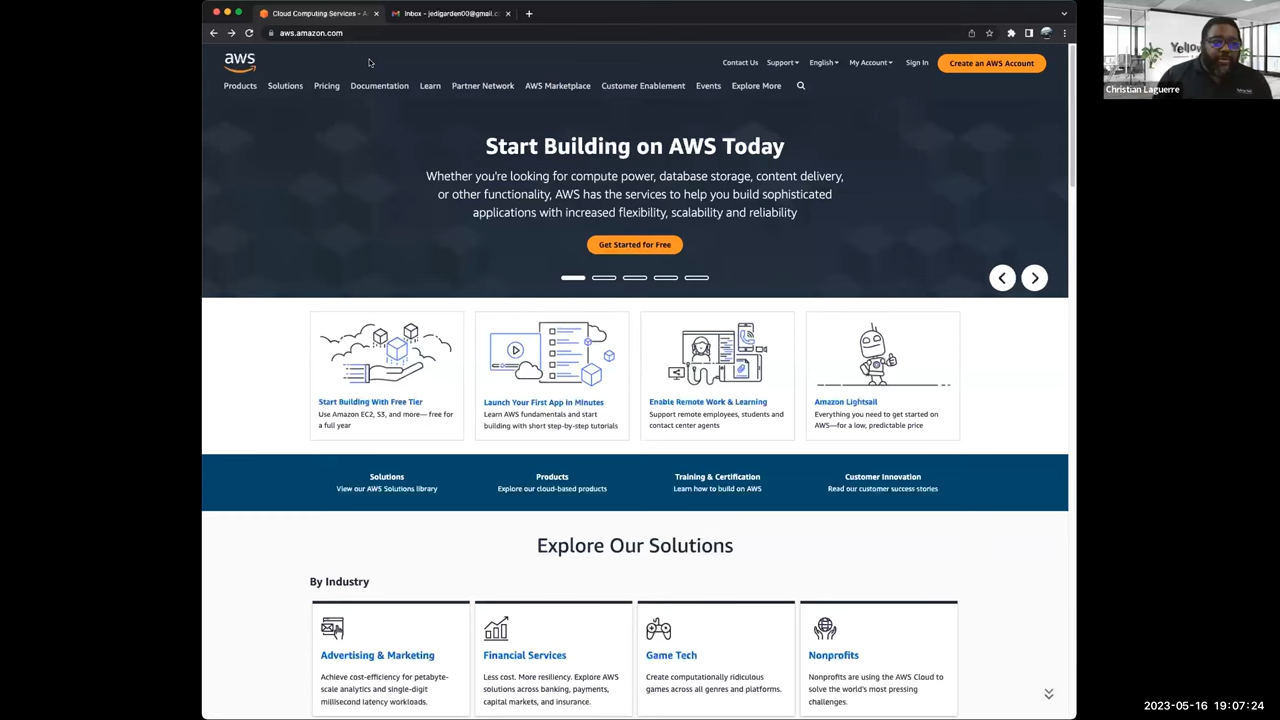 Cloud Computing Services - A
Inbox - jedigarden00@gmail.c
aws.amazon.com
aws
Contact Us Support English My Account Sign In Create an AWS Account
Products Solutions Pricing Documentation Learn Partner Network AWS Marketplace Customer Enablement Events Explore More
Start Building on AWS Today
Whether you're looking for compute power, database storage, content delivery,
or other functionality, AWS has the services to help you build sophisticated
applications with increased flexibility, scalability and reliability
Get Started for Free
Start Building With Free Tier
Use Amazon EC2, S3, and more— free for
a full year
Launch Your First App in Minutes
Learn AWS fundamentals and start
building with short step-by-step tutorials
Enable Remote Work & Learning
Support remote employees, students and
contact center agents
Amazon Lightsail
Everything you need to get started on
AWS—for a low, predictable price
Solutions
View our AWS Solutions library
Products
Explore our cloud-based products
Training & Certification
Learn how to build on AWS
Customer Innovation
Read our customer success stories
Explore Our Solutions
By Industry
Advertising & Marketing
Achieve cost-efficiency for petabyte-
scale analytics and single-digit
millisecond latency workloads.
Financial Services
Less cost. More resiliency. Explore AWS
solutions across banking, payments,
capital markets, and insurance.
Game Tech
Create computationally ridiculous
games across all genres and platforms.
Nonprofits
Nonprofits are using the AWS Cloud to
solve the world's most pressing
challenges.
Yellow
Christian Laguerre
2023-05-16 19:07:24